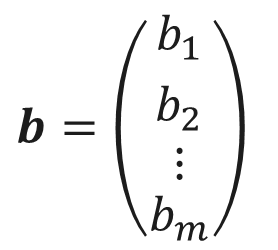 b = ( b₁
b₂
⋮
bₘ )